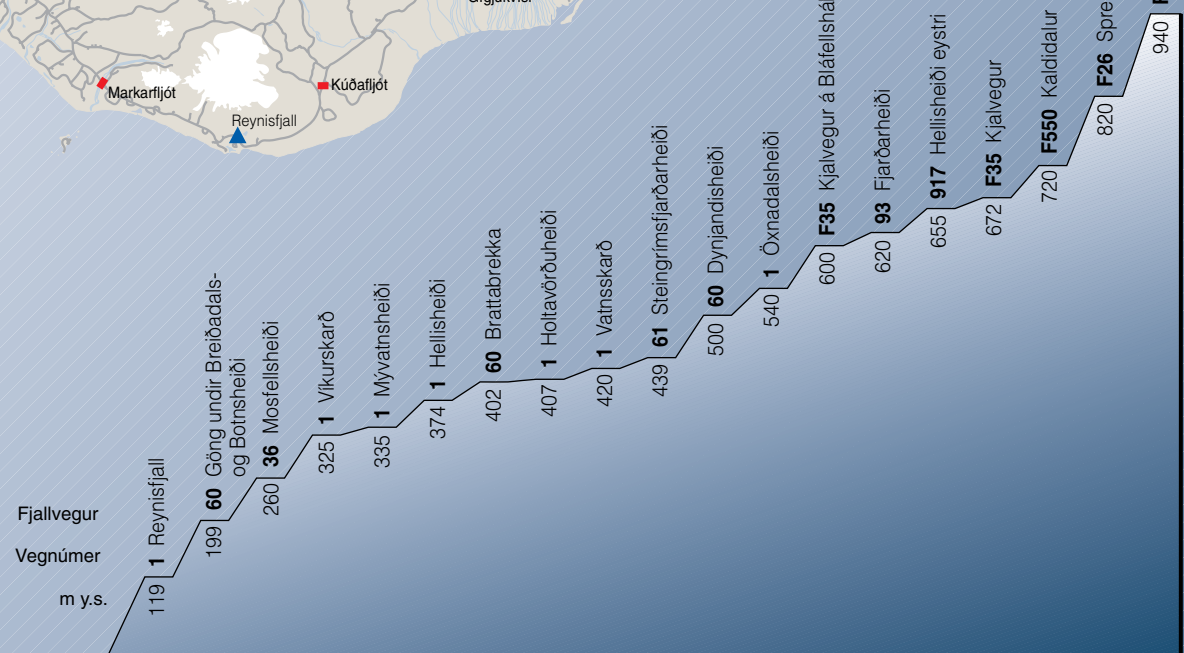 Markarfljót
Kúðafljót
Reynisfjall
Fjallvegur
Vegnúmer
m y.s.
1 Reynisfjall
119
60 Göng undir Breiðadals-
og Botnsheiði
199
36 Mosfellsheiði
260
1 Víkurskarð
325
1 Mývatnsheiði
335
1 Hellisheiði
374
60 Brattabrekka
402
1 Holtavörðuheiði
407
1 Vatnsskarð
420
61 Steingrímsfjarðarheiði
439
60 Dynjandisheiði
500
1 Öxnadalsheiði
540
F35 Kjalvegur á Bláfellshál
600
93 Fjarðarheiði
620
917 Hellisheiði eystri
655
F35 Kjalvegur
672
F550 Kaldidalur
720
F26 Spre
820
940